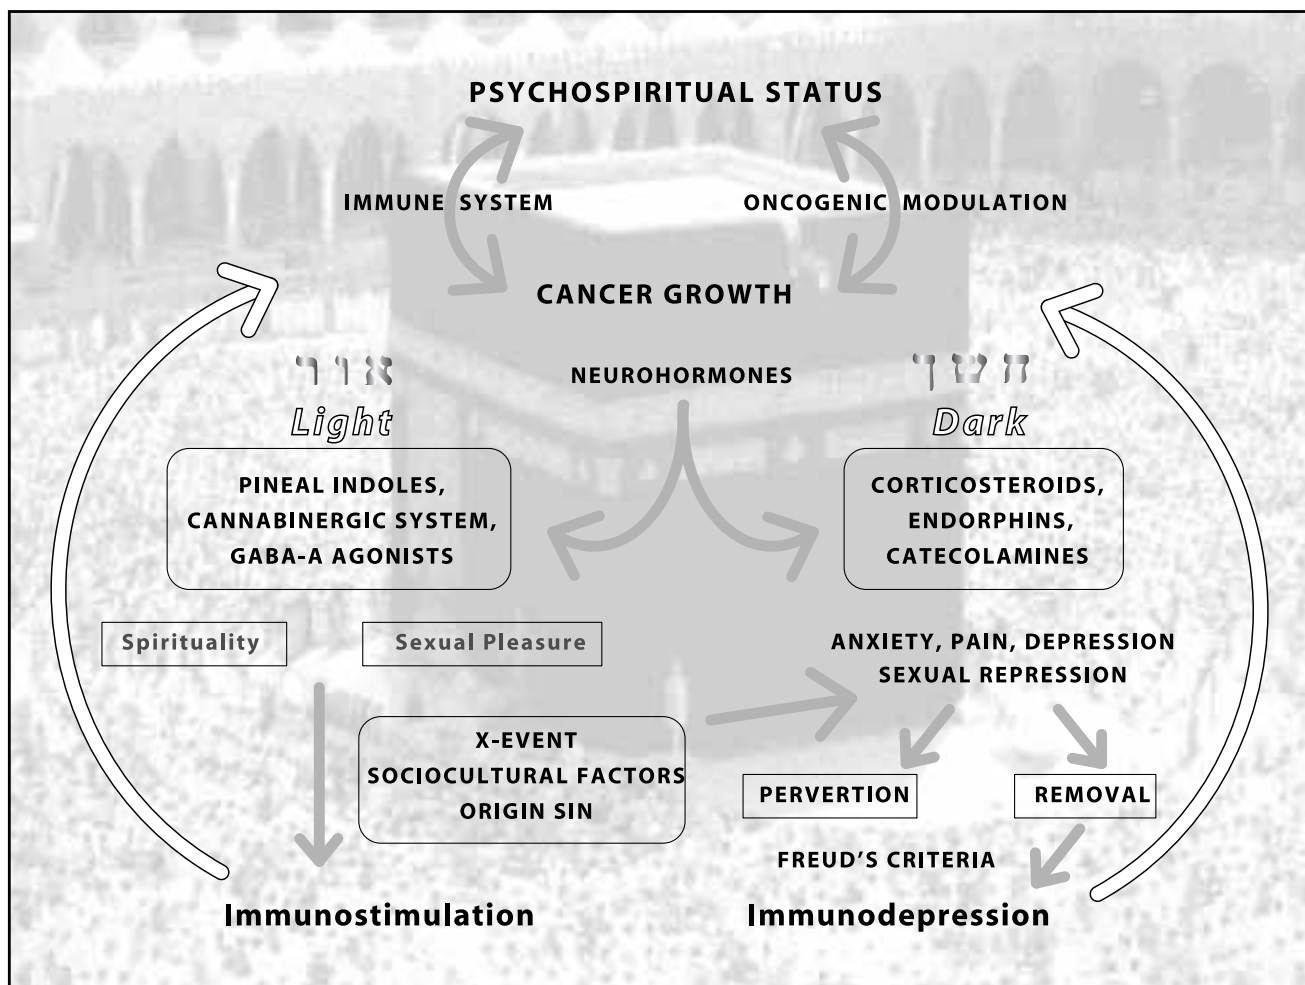 PSYCHOSPIRITUAL STATUS
IMMUNE SYSTEM
ONCOGENIC MODULATION
CANCER GROWTH
NEUROHORMONES
אור
Light
PINEAL INDOLES,
CANNABINERGIC SYSTEM,
GABA-A AGONISTS
Spirituality
Sexual Pleasure
חשך
Dark
CORTICOSTEROIDS,
ENDORPHINS,
CATECOLAMINES
ANXIETY, PAIN, DEPRESSION
SEXUAL REPRESSION
X-EVENT
SOCIOCULTURAL FACTORS
ORIGIN SIN
PERVERTION
REMOVAL
FREUD'S CRITERIA
Immunostimulation
Immunodepression